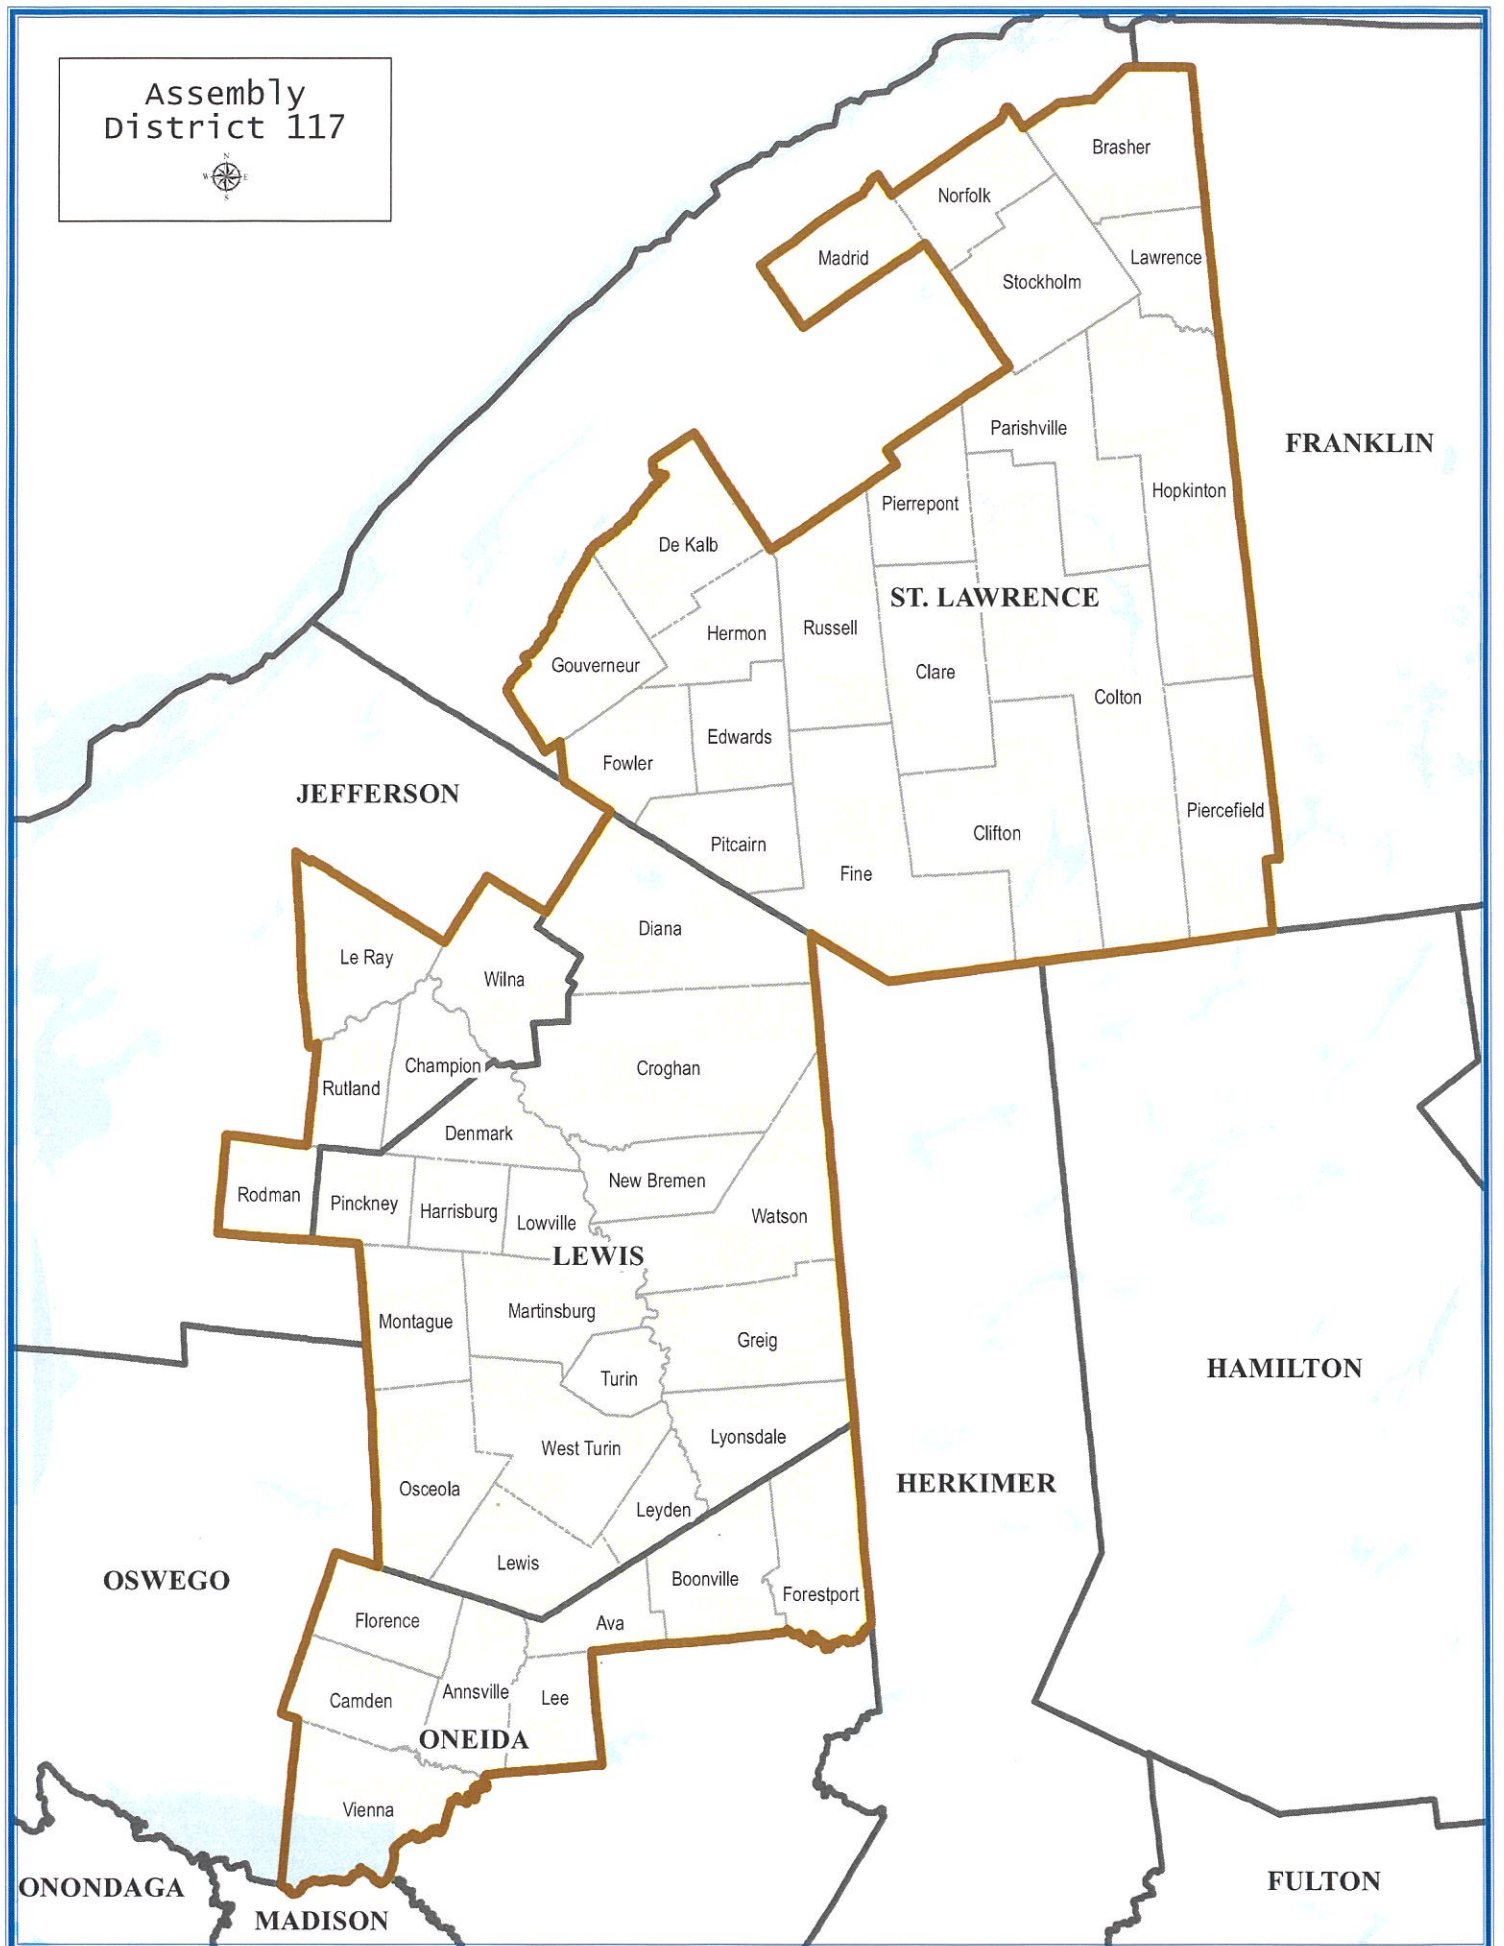 Assembly
District 117
N
W E
S
Brasher
Norfolk
Madrid
Lawrence
Stockholm
FRANKLIN
Parishville
Hopkinton
Pierrepont
De Kalb
ST. LAWRENCE
Russell
Hermon
Gouverneur
Clare
Colton
Edwards
Fowler
JEFFERSON
Piercefield
Clifton
Pitcairn
Fine
Diana
Le Ray
Wilna
Champion
Croghan
Rutland
Denmark
New Bremen
Rodman
Pinckney
Harrisburg
Lowville
Watson
LEWIS
Martinsburg
Montague
Greig
HAMILTON
Turin
Lyonsdale
West Turin
HERKIMER
Osceola
Leyden
Lewis
OSWEGO
Boonville
Forestport
Florence
Ava
Annsville
Lee
Camden
ONEIDA
Vienna
ONONDAGA
FULTON
MADISON